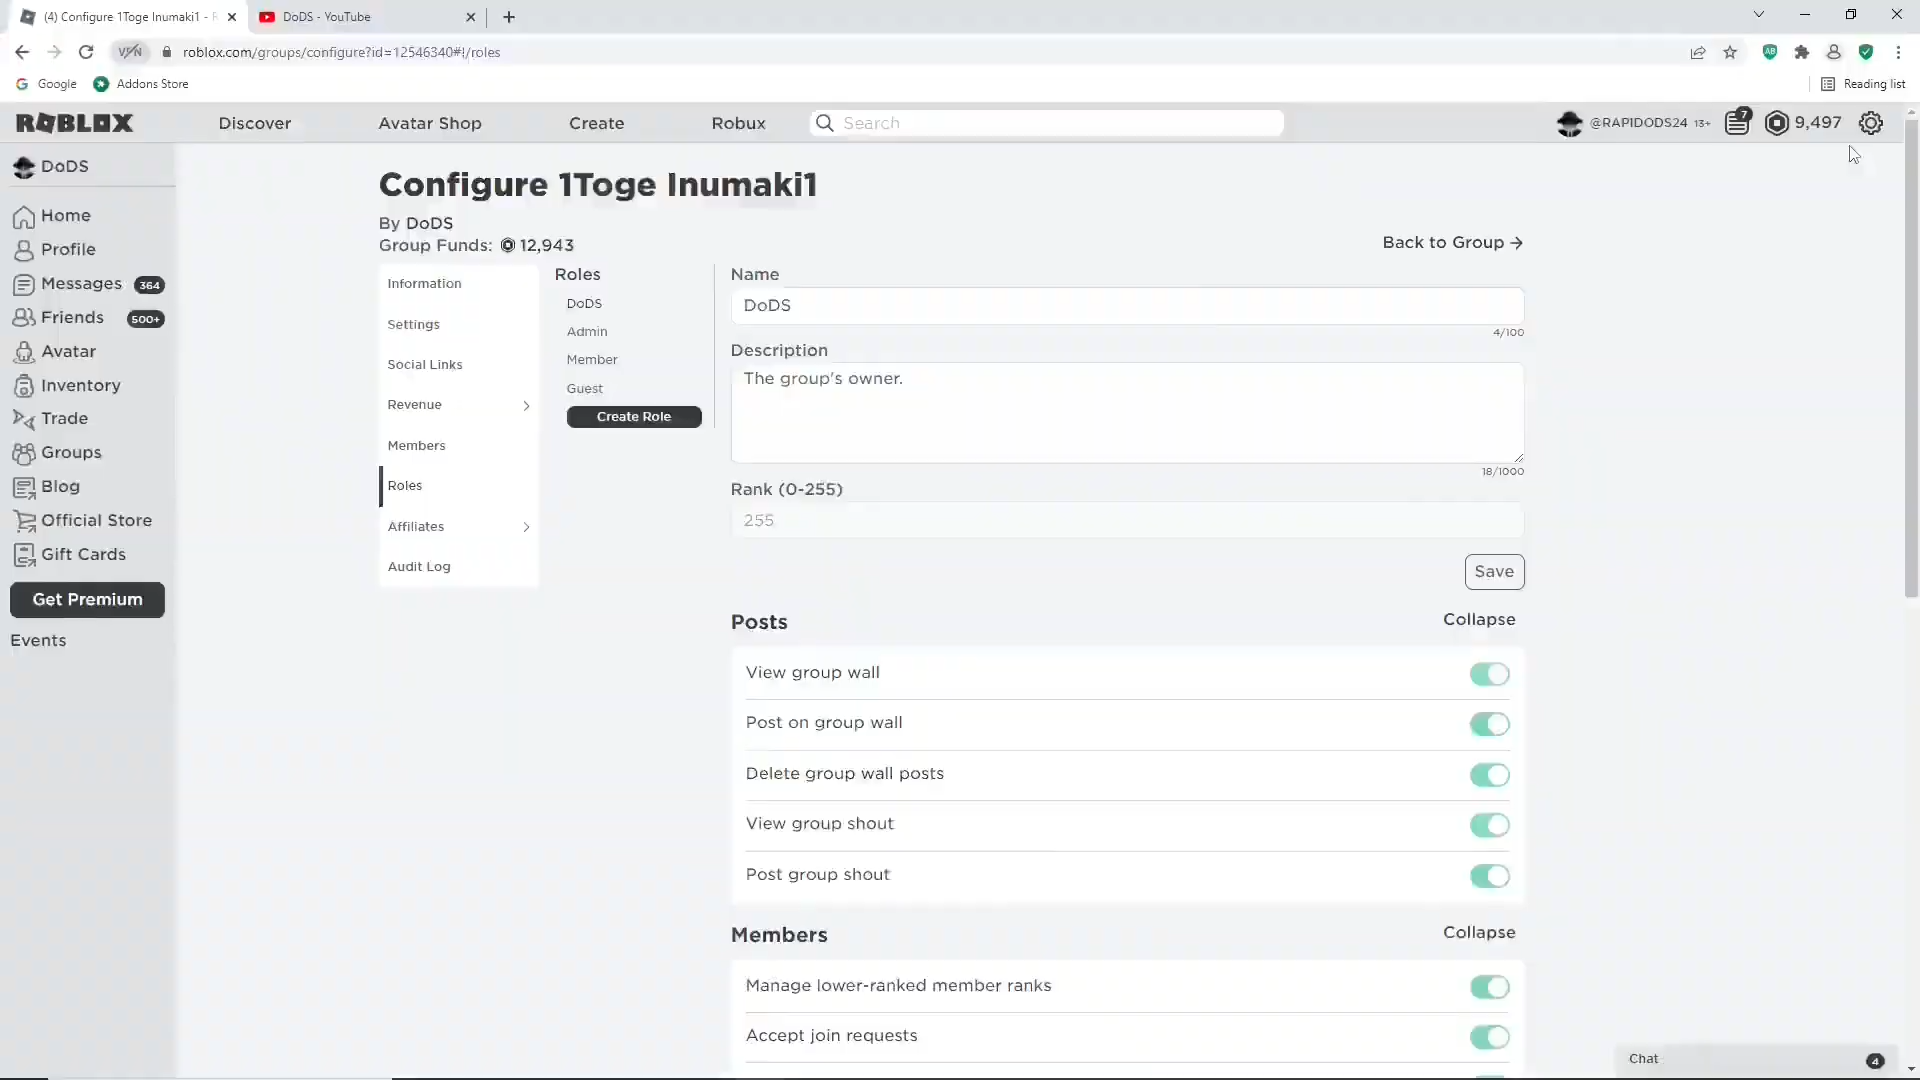 (4) Configure 1Toge Inumaki1 - R
DoDS - YouTube
VPN
roblox.com/groups/configure?id=12546340#!/roles
Google
Addons Store
Reading list
ROBLOX
Discover
Avatar Shop
Create
Robux
Search
@RAPIDODS24 13+
7
9,497
DoDS
Home
Profile
Messages 364
Friends 500+
Avatar
Inventory
Trade
Groups
Blog
Official Store
Gift Cards
Get Premium
Events
Configure 1Toge Inumaki1
By DoDS
Group Funds: 12,943
Back to Group →
Information
Settings
Social Links
Revenue
Members
Roles
Affiliates
Audit Log
Roles
DoDS
Admin
Member
Guest
Create Role
Name
DoDS
4/100
Description
The group's owner.
18/1000
Rank (0-255)
255
Save
Posts
Collapse
View group wall
Post on group wall
Delete group wall posts
View group shout
Post group shout
Members
Collapse
Manage lower-ranked member ranks
Accept join requests
Chat
4